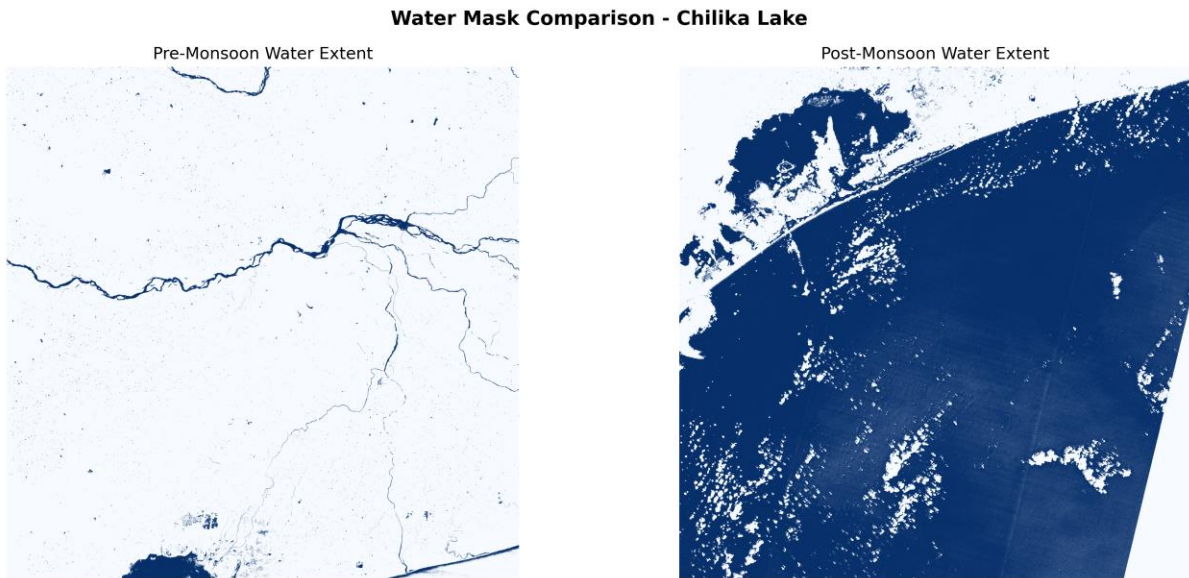 Water Mask Comparison - Chilika Lake
Pre-Monsoon Water Extent
Post-Monsoon Water Extent